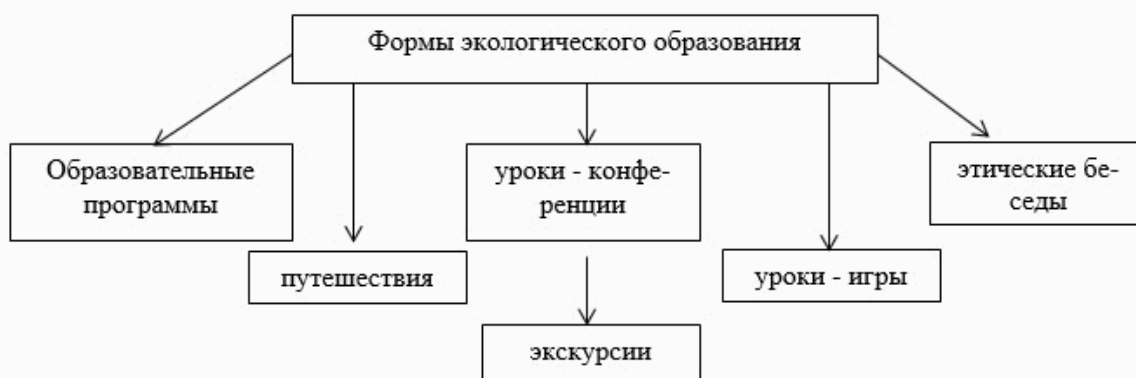 Формы экологического образования
Образовательные
программы
уроки - конфе-
ренции
этические бе-
седы
путешествия
уроки - игры
экскурсии